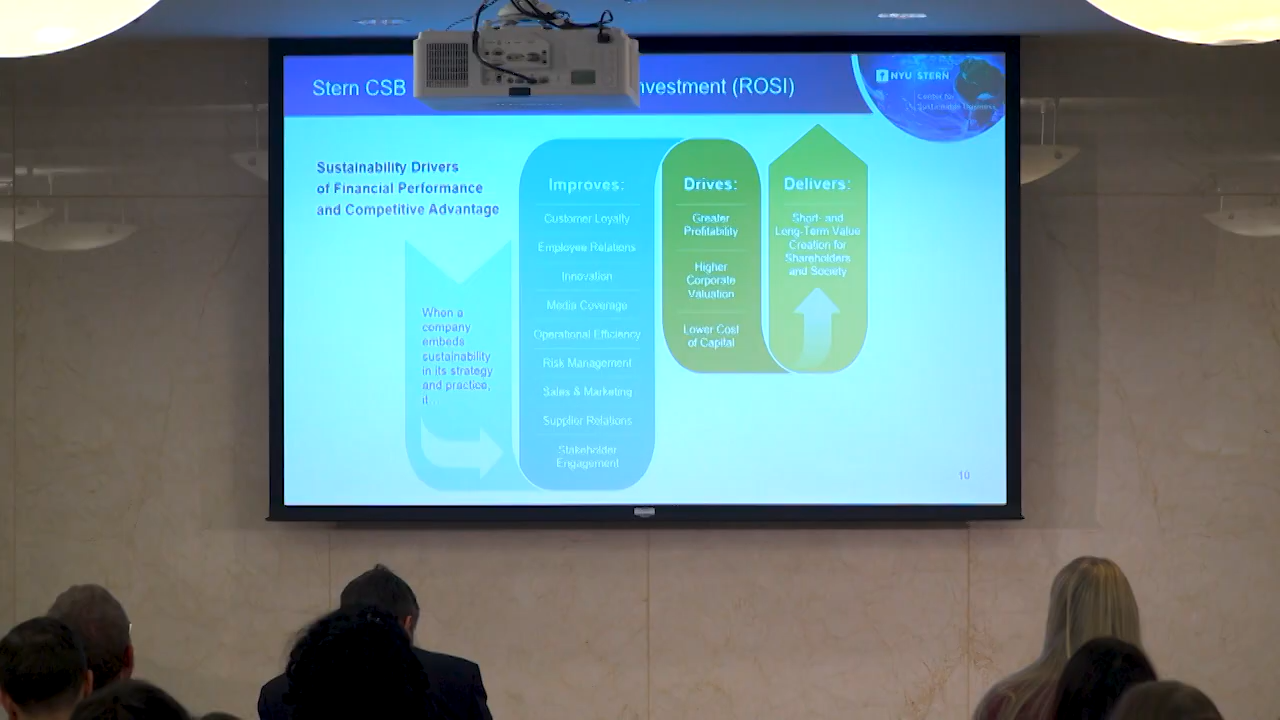 Stern CSB
nvestment (ROSI)
NYU STERN
Center for
Sustainable Business
Sustainability Drivers
of Financial Performance
and Competitive Advantage
When a
company
embeds
sustainability
in its strategy
and practice,
it
Improves:
Customer Loyalty
Employee Relations
Innovation
Media Coverage
Operational Efficiency
Risk Management
Sales & Marketing
Supplier Relations
Stakeholder
Engagement
Drives:
Greater
Profitability
Higher
Corporate
Valuation
Lower Cost
of Capital
Delivers:
Short- and
Long-Term Value
Creation for
Shareholders
and Society
10